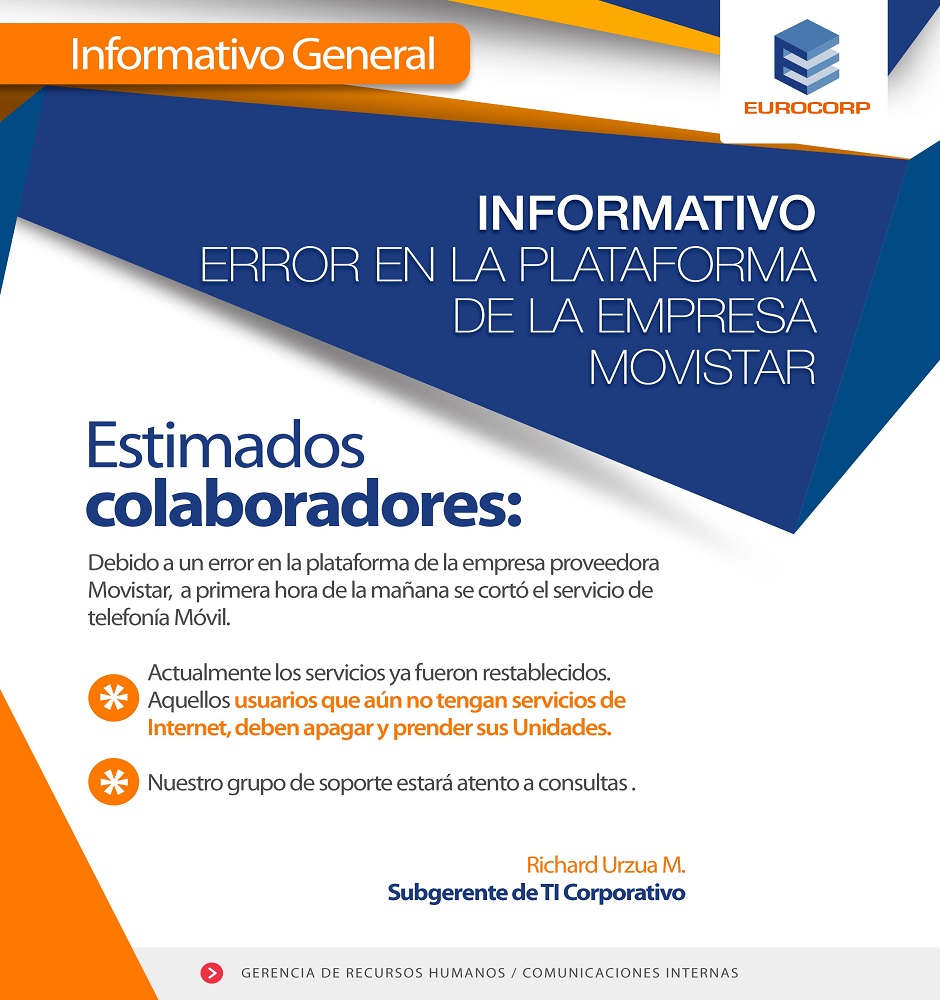 Informativo General
EUROCORP
INFORMATIVO
ERROR EN LA PLATAFORMA
DE LA EMPRESA
MOVISTAR
Estimados
colaboradores:
Debido a un error en la plataforma de la empresa proveedora
Movistar,  a primera hora de la mañana se cortó el servicio de
telefonía Móvil.
Actualmente los servicios ya fueron restablecidos.
Aquellos usuarios que aún no tengan servicios de
Internet, deben apagar y prender sus Unidades.
Nuestro grupo de soporte estará atento a consultas .
Richard Urzua M.
Subgerente de TI Corporativo
GERENCIA DE RECURSOS HUMANOS / COMUNICACIONES INTERNAS